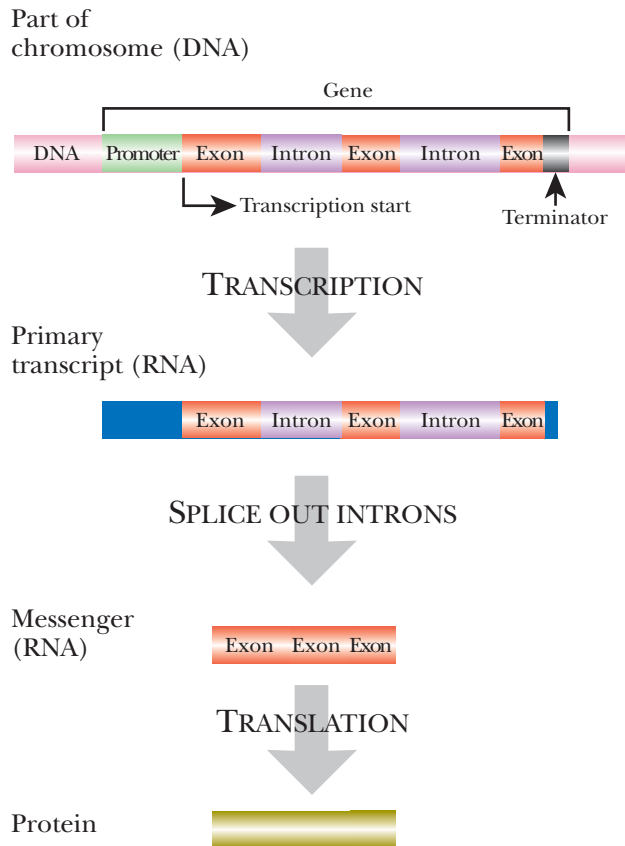 Part of
chromosome (DNA)
Gene
DNA Promoter Exon Intron Exon Intron Exon
Transcription start
Terminator
TRANSCRIPTION
Primary
transcript (RNA)
Exon Intron Exon Intron Exon
SPLICE OUT INTRONS
Messenger
(RNA)
Exon Exon Exon
TRANSLATION
Protein